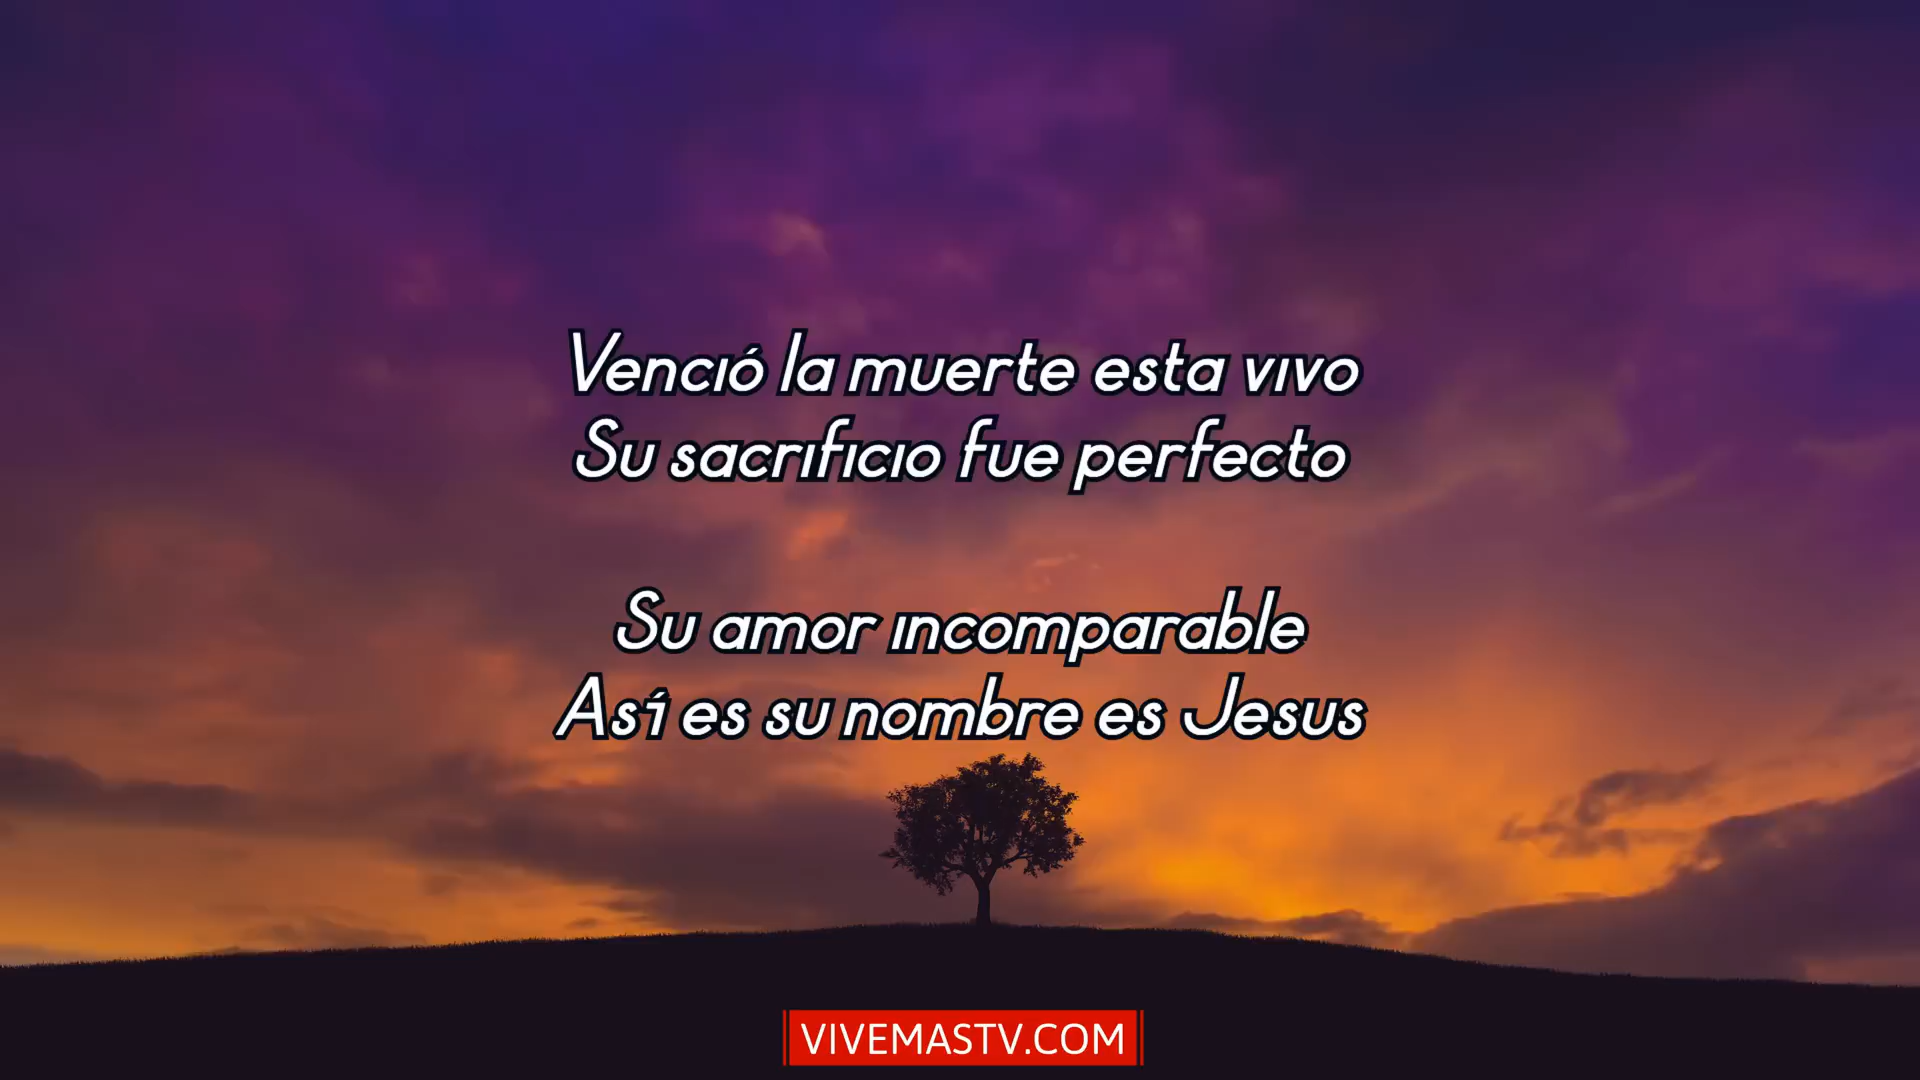 Venció la muerte esta vivo
Su sacrificio fue perfecto
Su amor incomparable
Así es su nombre es Jesus
VIVEMASTV.COM